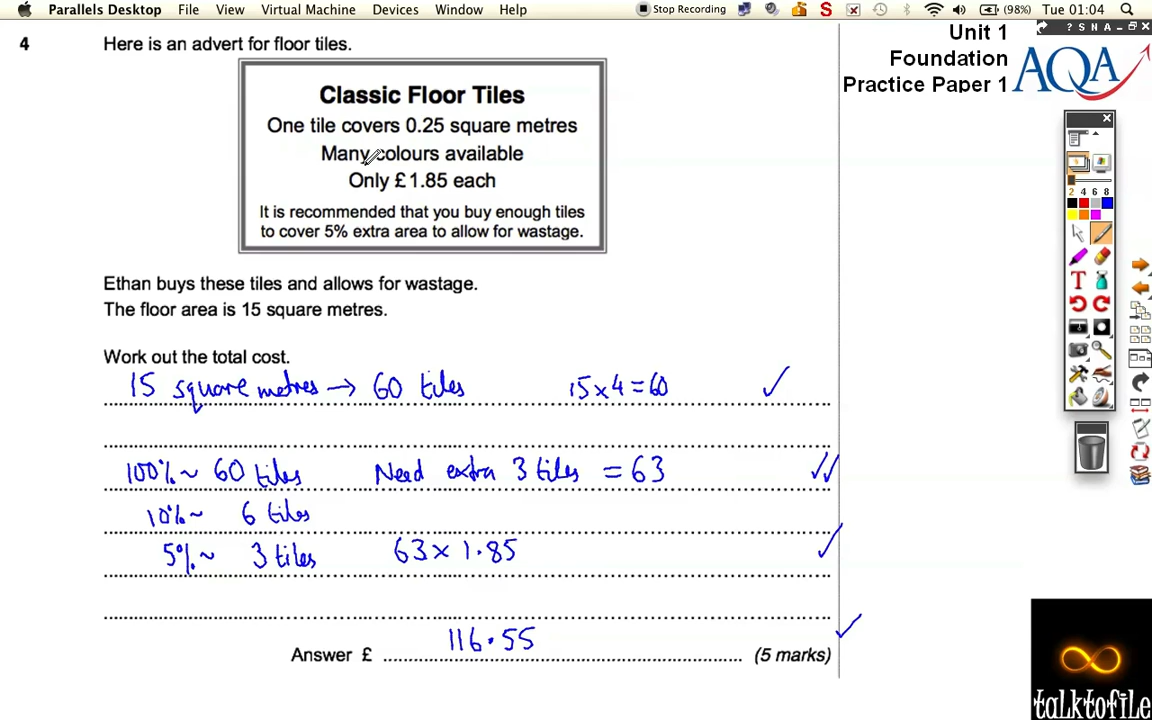 Parallels Desktop File View Virtual Machine Devices Window Help Stop Recording S (98%) Tue 01:04
? S N A
Unit 1
Foundation
Practice Paper 1
AQA
4 Here is an advert for floor tiles.
Classic Floor Tiles
One tile covers 0.25 square metres
Many colours available
Only £1.85 each
It is recommended that you buy enough tiles
to cover 5% extra area to allow for wastage.
Ethan buys these tiles and allows for wastage.
The floor area is 15 square metres.
Work out the total cost.
15 square metres → 60 tiles 15 x 4 = 60 ✓
100% ~ 60 tiles Need extra 3 tiles = 63 ✓✓
10% ~ 6 tiles
5% ~ 3 tiles 63 x 1.85 ✓
116.55 ✓
Answer £ (5 marks)
2 4 6 8
T
talktofile